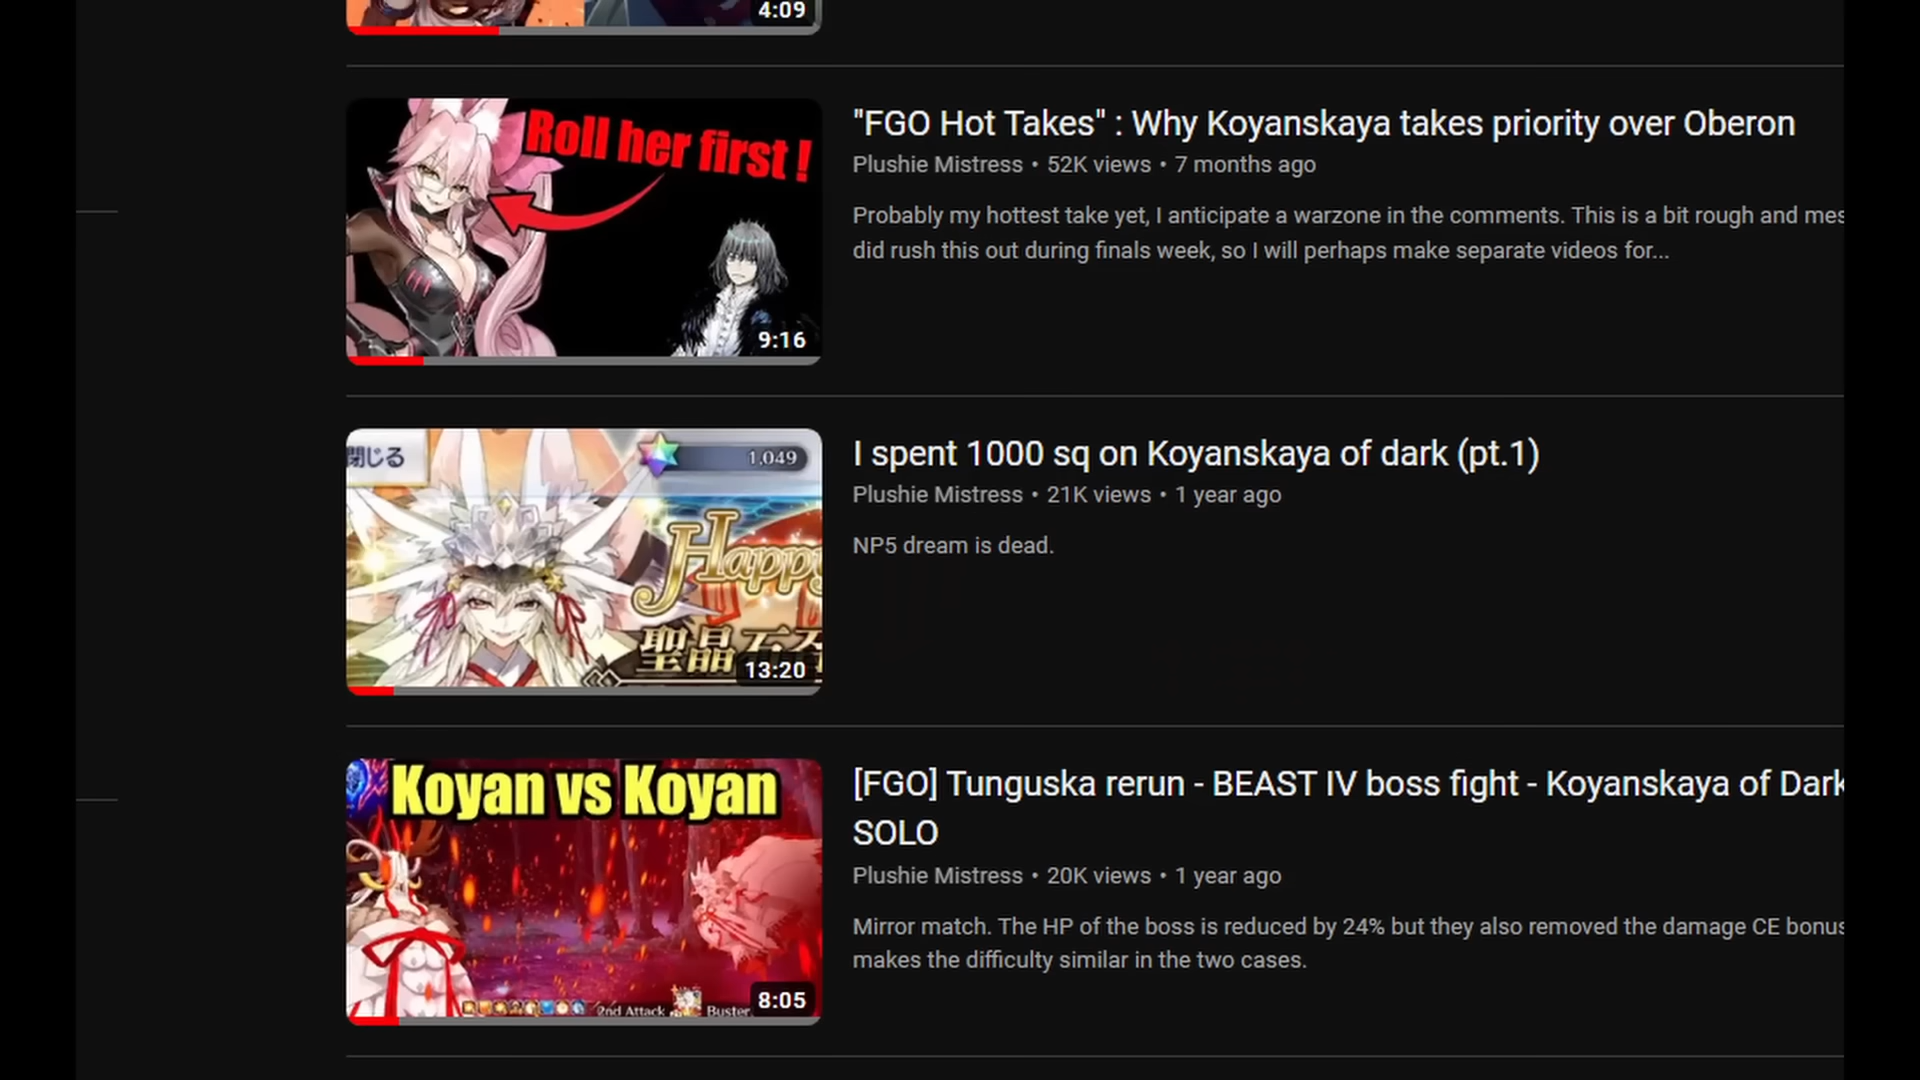 4:09
Roll her first !
9:16
"FGO Hot Takes" : Why Koyanskaya takes priority over Oberon
Plushie Mistress • 52K views • 7 months ago
Probably my hottest take yet, I anticipate a warzone in the comments. This is a bit rough and mes
did rush this out during finals week, so I will perhaps make separate videos for...
閉じる
1,049
Happy
聖晶石召
13:20
I spent 1000 sq on Koyanskaya of dark (pt.1)
Plushie Mistress • 21K views • 1 year ago
NP5 dream is dead.
Koyan vs Koyan
2nd Attack
Buster
8:05
[FGO] Tunguska rerun - BEAST IV boss fight - Koyanskaya of Dark
SOLO
Plushie Mistress • 20K views • 1 year ago
Mirror match. The HP of the boss is reduced by 24% but they also removed the damage CE bonus
makes the difficulty similar in the two cases.